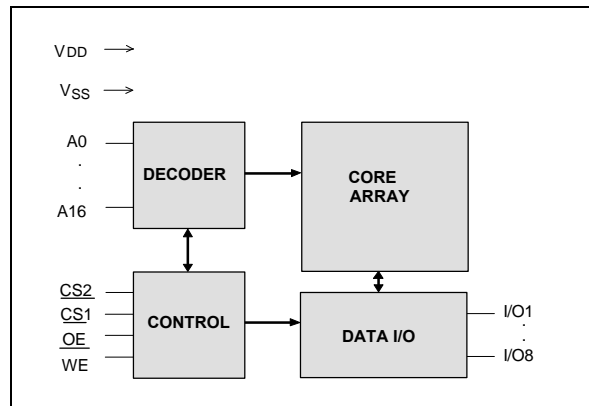 VDD
VSS
A0
.
.
A16
DECODER
CORE
ARRAY
CS2
CS1
OE
WE
CONTROL
DATA I/O
I/O1
.
.
I/O8